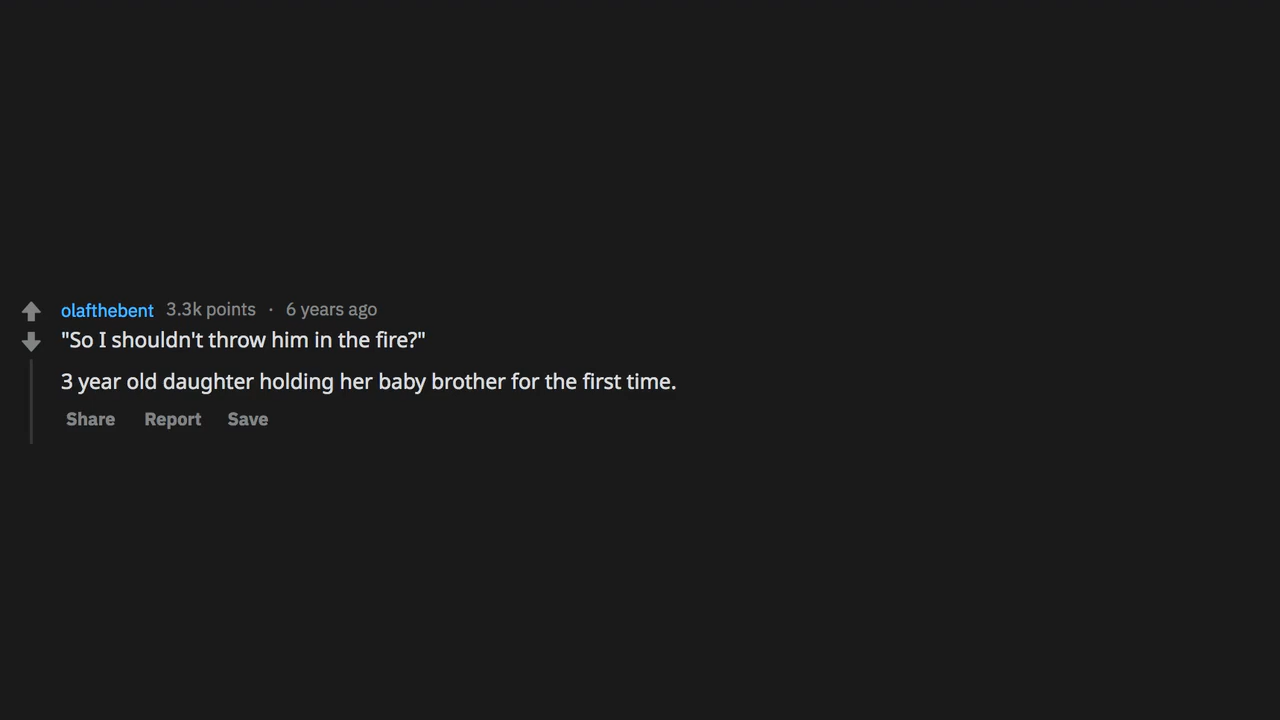 olafthebent 3.3k points · 6 years ago
"So I shouldn't throw him in the fire?"
3 year old daughter holding her baby brother for the first time.
Share Report Save